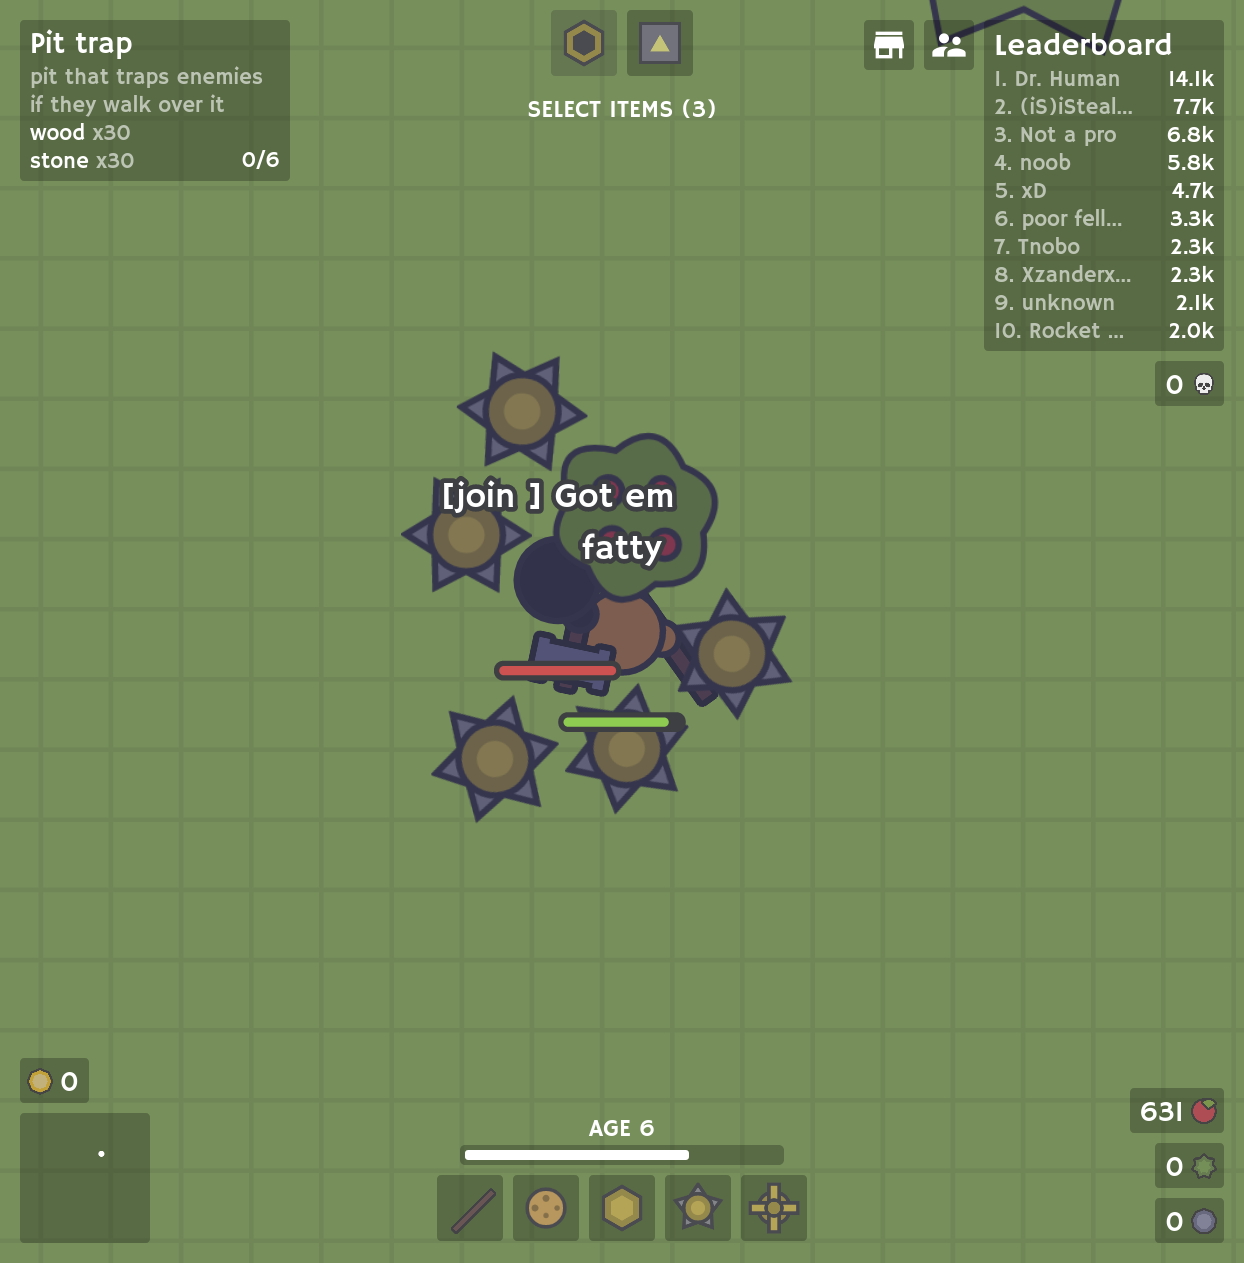 Pit trap
pit that traps enemies
if they walk over it
wood x30
stone x30 0/6
SELECT ITEMS (3)
Leaderboard
1. Dr. Human 14.1k
2. (iS)iSteal... 7.7k
3. Not a pro 6.8k
4. noob 5.8k
5. xD 4.7k
6. poor fell... 3.3k
7. Tnobo 2.3k
8. Xzanderx... 2.3k
9. unknown 2.1k
10. Rocket ... 2.0k
0
[join ] Got em
fatty
0
AGE 6
631
0
0